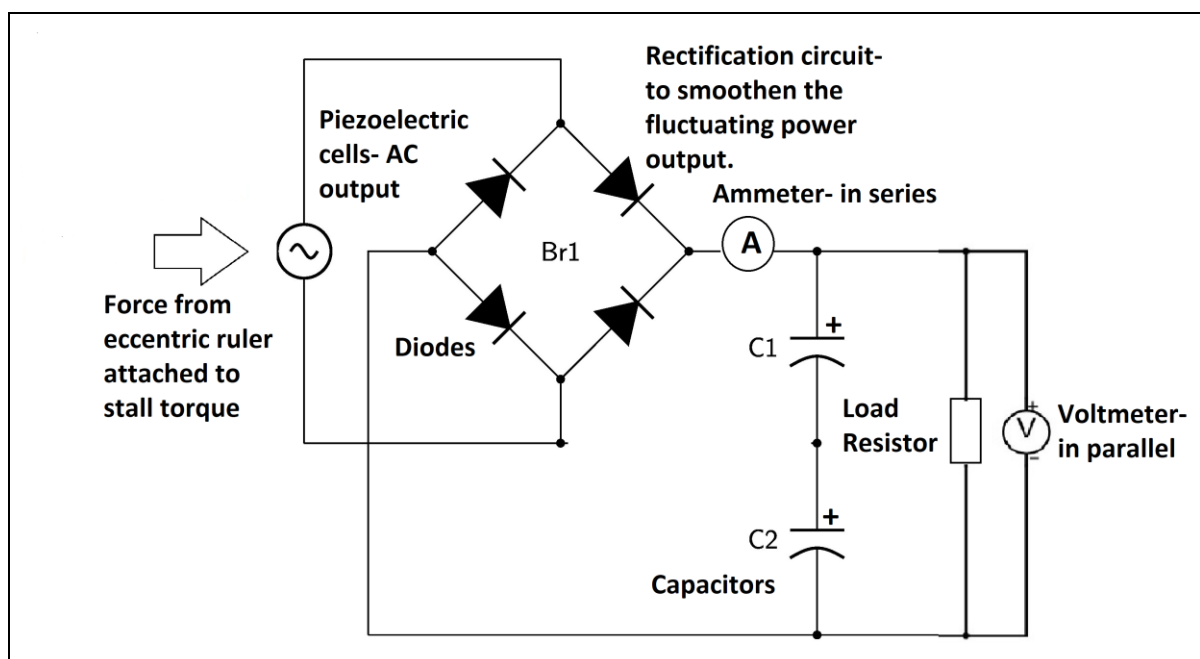 Rectification circuit-
to smoothen the
fluctuating power
output.
Piezoelectric
cells- AC
output
Ammeter- in series
A
Br1
Force from
eccentric ruler
attached to
stall torque
Diodes
+
C1
Load
Resistor
+
V
-
Voltmeter-
in parallel
+
C2
Capacitors